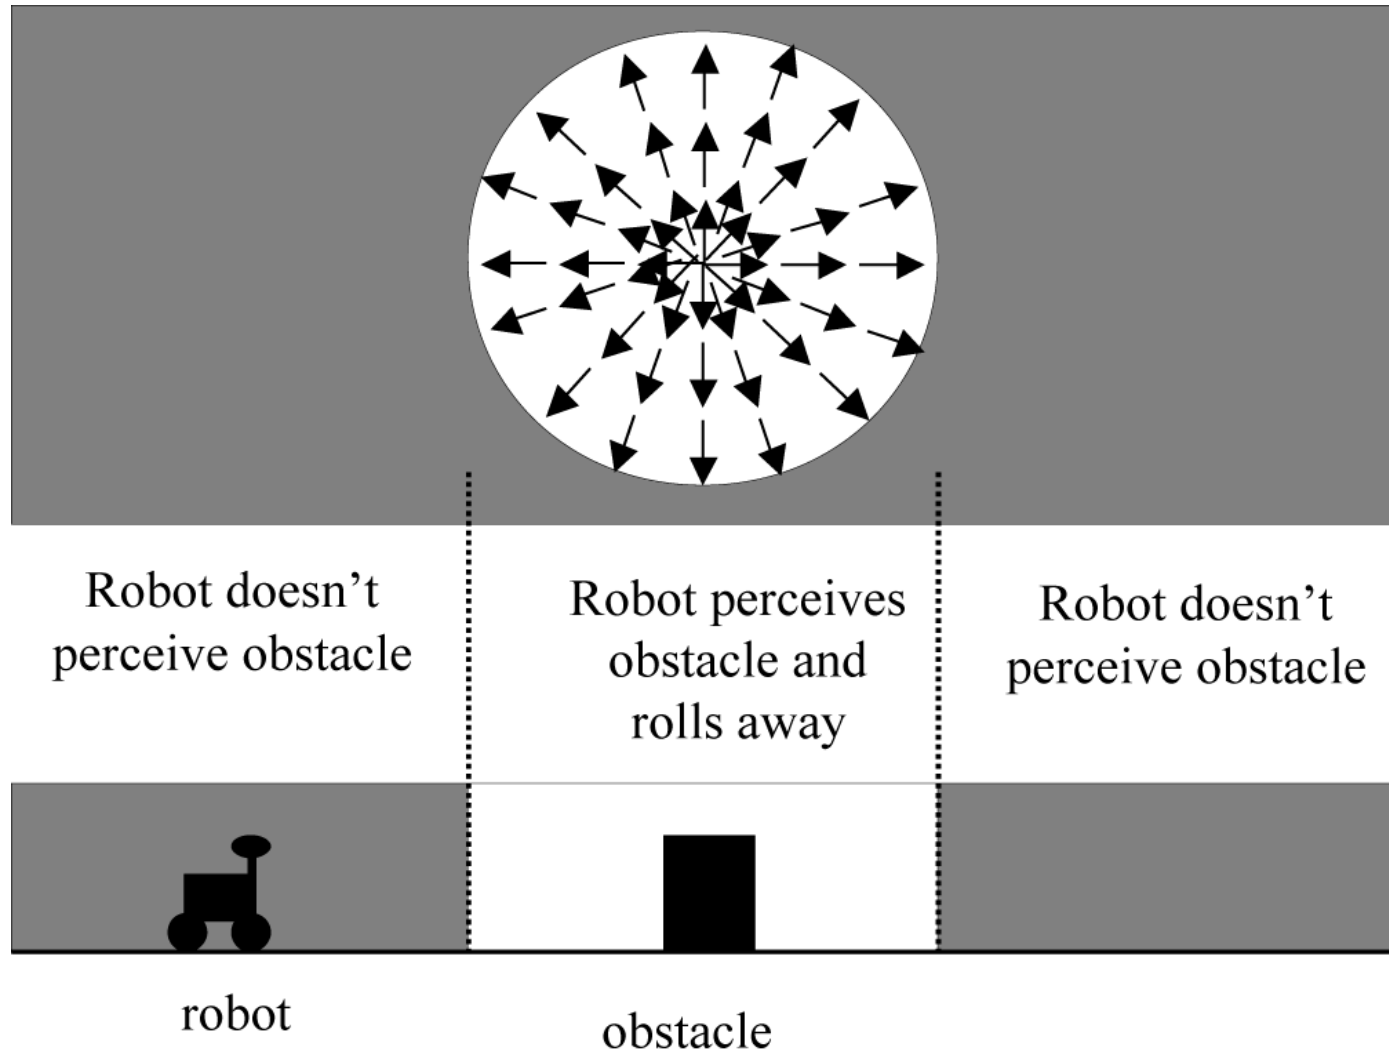 Robot doesn’t
perceive obstacle
Robot perceives
obstacle and
rolls away
Robot doesn’t
perceive obstacle
robot
obstacle